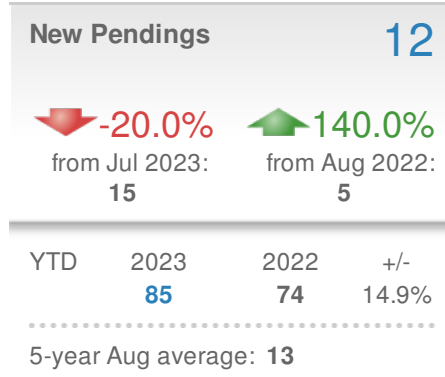 New Pendings 12
-20.0% 140.0%
from Jul 2023: from Aug 2022:
15 5
YTD 2023 2022 +/-
85 74 14.9%
5-year Aug average: 13